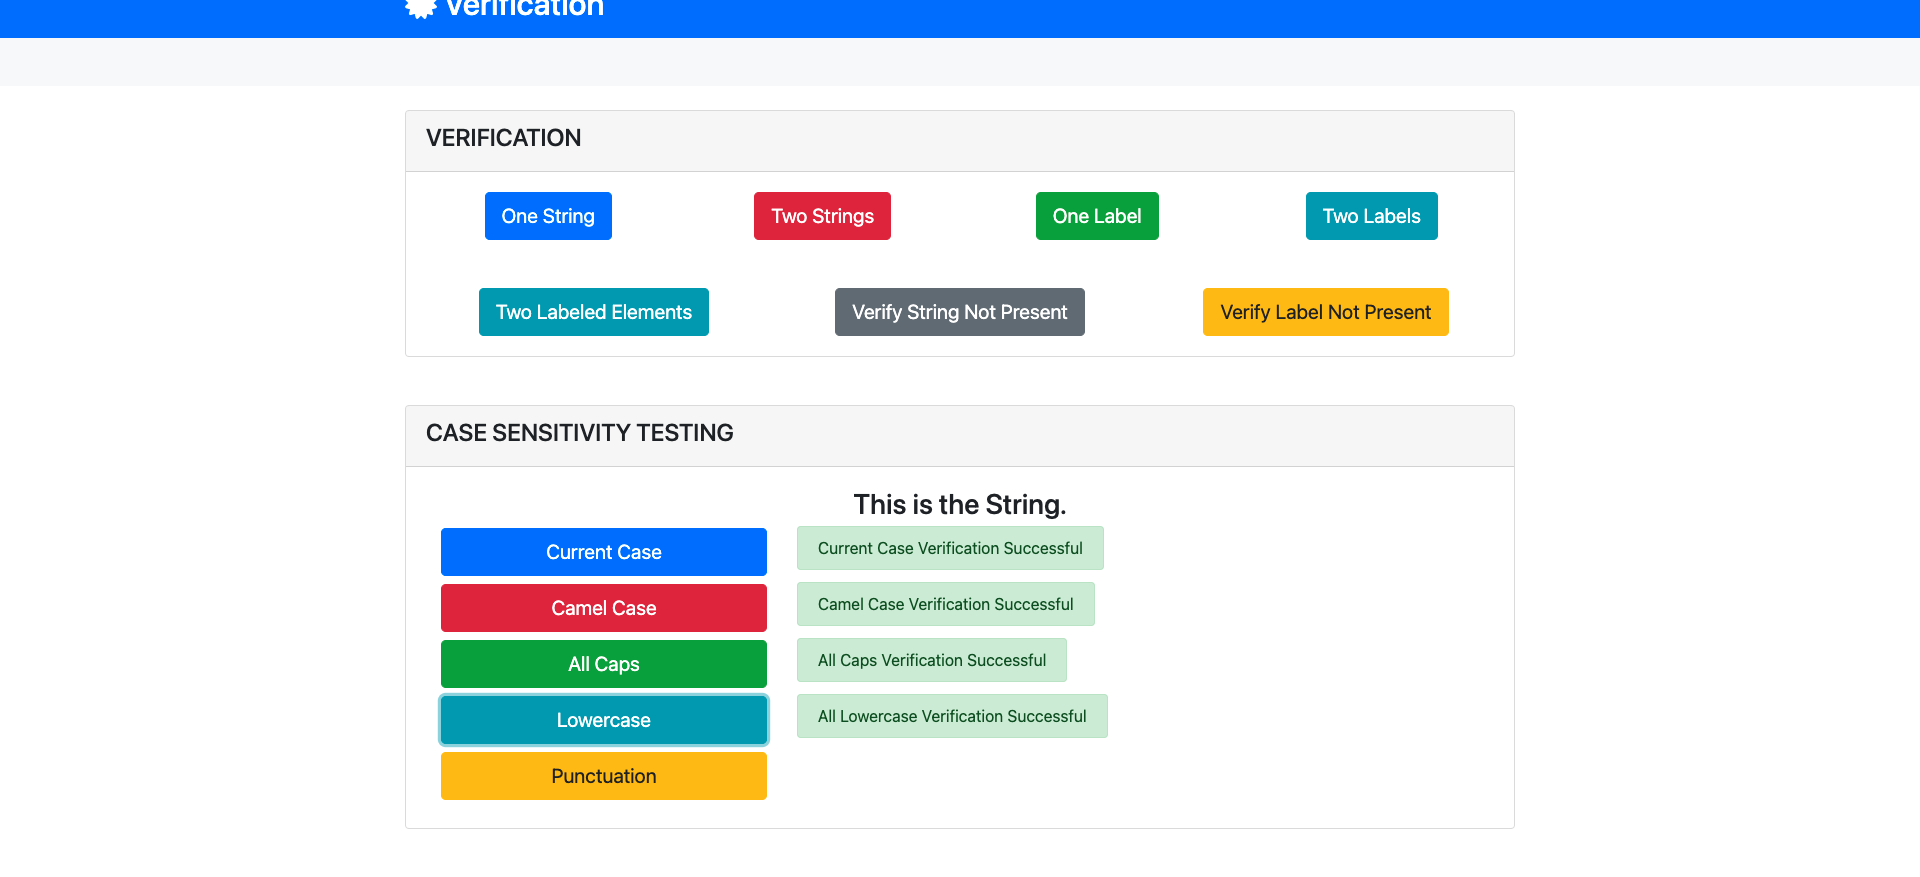 Verification
VERIFICATION
One String
Two Strings
One Label
Two Labels
Two Labeled Elements
Verify String Not Present
Verify Label Not Present
CASE SENSITIVITY TESTING
This is the String.
Current Case
Current Case Verification Successful
Camel Case
Camel Case Verification Successful
All Caps
All Caps Verification Successful
Lowercase
All Lowercase Verification Successful
Punctuation